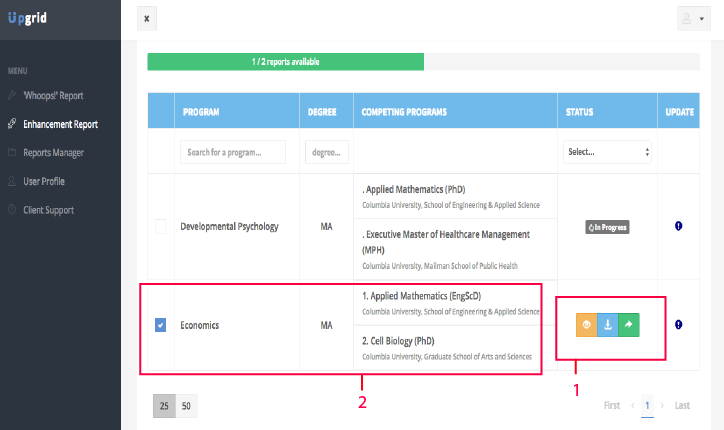 Upgrid
x
MENU
'Whoops!' Report
Enhancement Report
Reports Manager
User Profile
Client Support
1 / 2 reports available
PROGRAM DEGREE COMPETING PROGRAMS STATUS UPDATE
Search for a program... degree... Select...
. Applied Mathematics (PhD)
Columbia University, School of Engineering & Applied Science
Developmental Psychology MA In Progress
. Executive Master of Healthcare Management
(MPH)
Columbia University, Mailman School of Public Health
1. Applied Mathematics (EngScD)
Columbia University, School of Engineering & Applied Science
Economics MA
2. Cell Biology (PhD)
Columbia University, Graduate School of Arts and Sciences
1
2
25 50
First ‹ 1 › Last